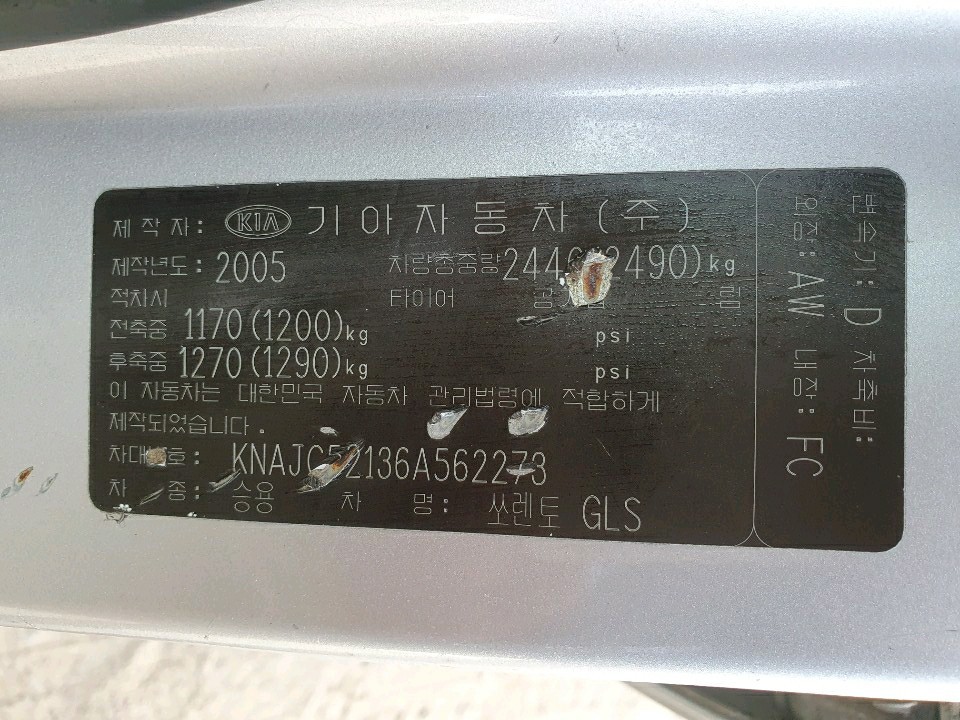 제작자: KIA 기아자동차(주)
제작년도: 2005 차량총중량
적차시 타이어
전축중 1170(1200)kg psi
후축중 1270(1290)kg psi
이 자동차는 대한민국 자동차 관리법령에 적합하게
제작되었습니다.
KNAJC52136A562273
차 종: 승용 차 명: 쏘렌토 GLS
변속기: D 차축비:
외장: AW 내장: FC